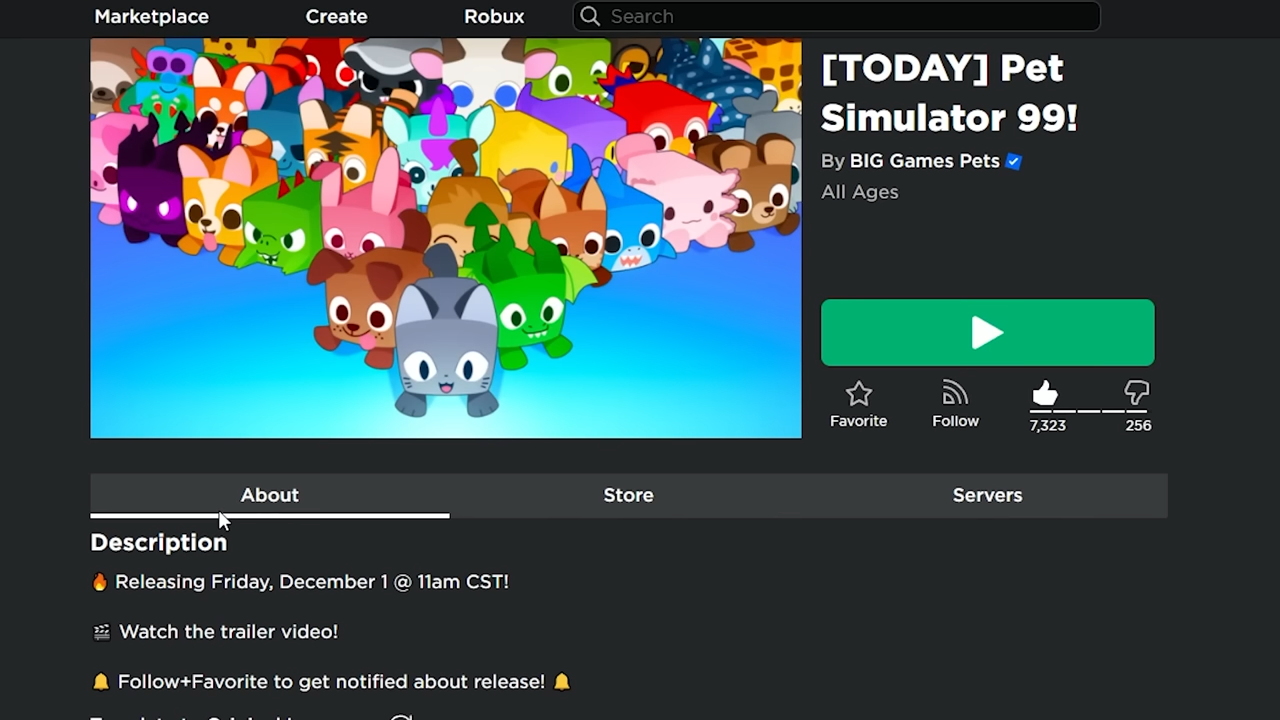 Marketplace
Create
Robux
Search
[TODAY] Pet
Simulator 99!
By BIG Games Pets
All Ages
Favorite
Follow
7,323
256
About
Store
Servers
Description
🔥 Releasing Friday, December 1 @ 11am CST!
🎬 Watch the trailer video!
🔔 Follow+Favorite to get notified about release! 🔔